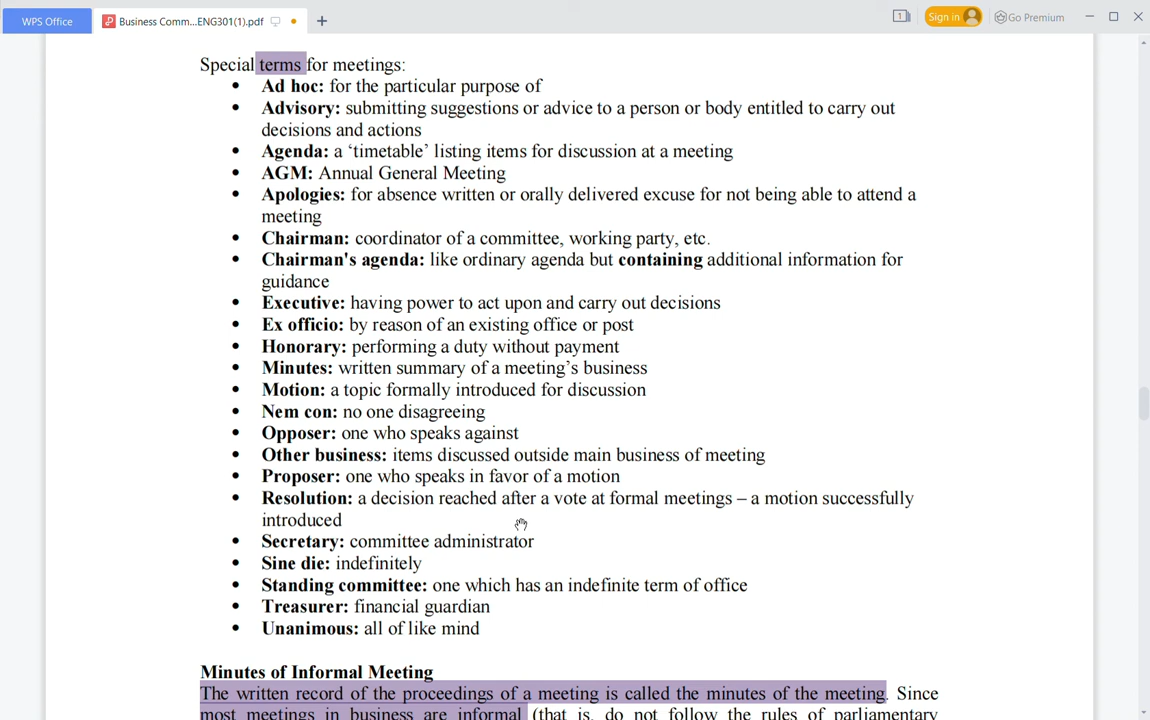 WPS Office
Business Comm...ENG301(1).pdf
1
Sign in
Go Premium
Special terms for meetings:
• Ad hoc: for the particular purpose of
• Advisory: submitting suggestions or advice to a person or body entitled to carry out
decisions and actions
• Agenda: a ‘timetable’ listing items for discussion at a meeting
• AGM: Annual General Meeting
• Apologies: for absence written or orally delivered excuse for not being able to attend a
meeting
• Chairman: coordinator of a committee, working party, etc.
• Chairman's agenda: like ordinary agenda but containing additional information for
guidance
• Executive: having power to act upon and carry out decisions
• Ex officio: by reason of an existing office or post
• Honorary: performing a duty without payment
• Minutes: written summary of a meeting’s business
• Motion: a topic formally introduced for discussion
• Nem con: no one disagreeing
• Opposer: one who speaks against
• Other business: items discussed outside main business of meeting
• Proposer: one who speaks in favor of a motion
• Resolution: a decision reached after a vote at formal meetings – a motion successfully
introduced
• Secretary: committee administrator
• Sine die: indefinitely
• Standing committee: one which has an indefinite term of office
• Treasurer: financial guardian
• Unanimous: all of like mind
Minutes of Informal Meeting
The written record of the proceedings of a meeting is called the minutes of the meeting. Since
most meetings in business are informal (that is, do not follow the rules of parliamentary